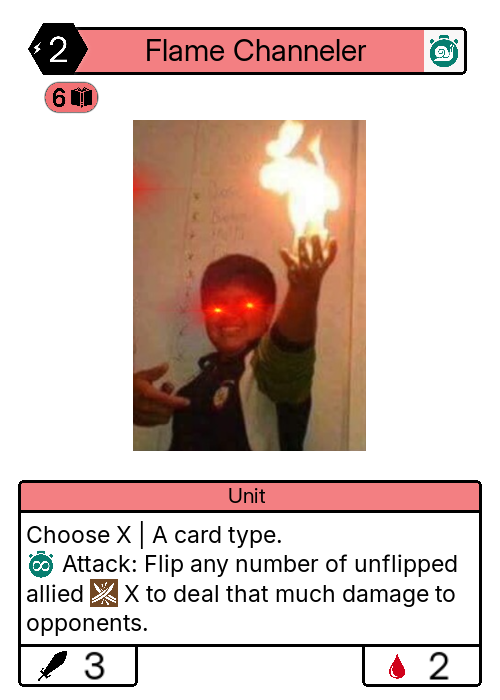 2 Flame Channeler
6
Unit
Choose X | A card type.
Attack: Flip any number of unflipped
allied X to deal that much damage to
opponents.
3 2